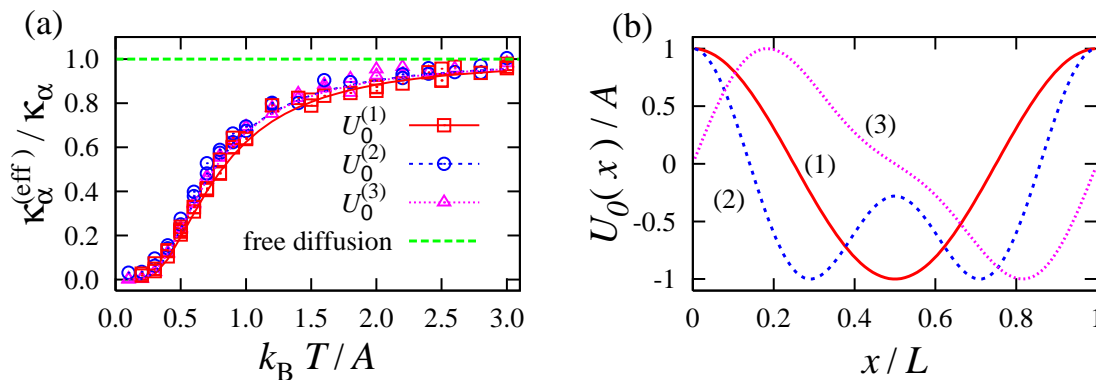 (a)
κα(eff) / κα
1.0
0.8
0.6
0.4
0.2
0.0
U0(1)
U0(2)
U0(3)
free diffusion
0.0 0.5 1.0 1.5 2.0 2.5 3.0
kB T / A
(b)
U0( x ) / A
1
0.5
0
-0.5
-1
(1)
(2)
(3)
0 0.2 0.4 0.6 0.8 1
x / L